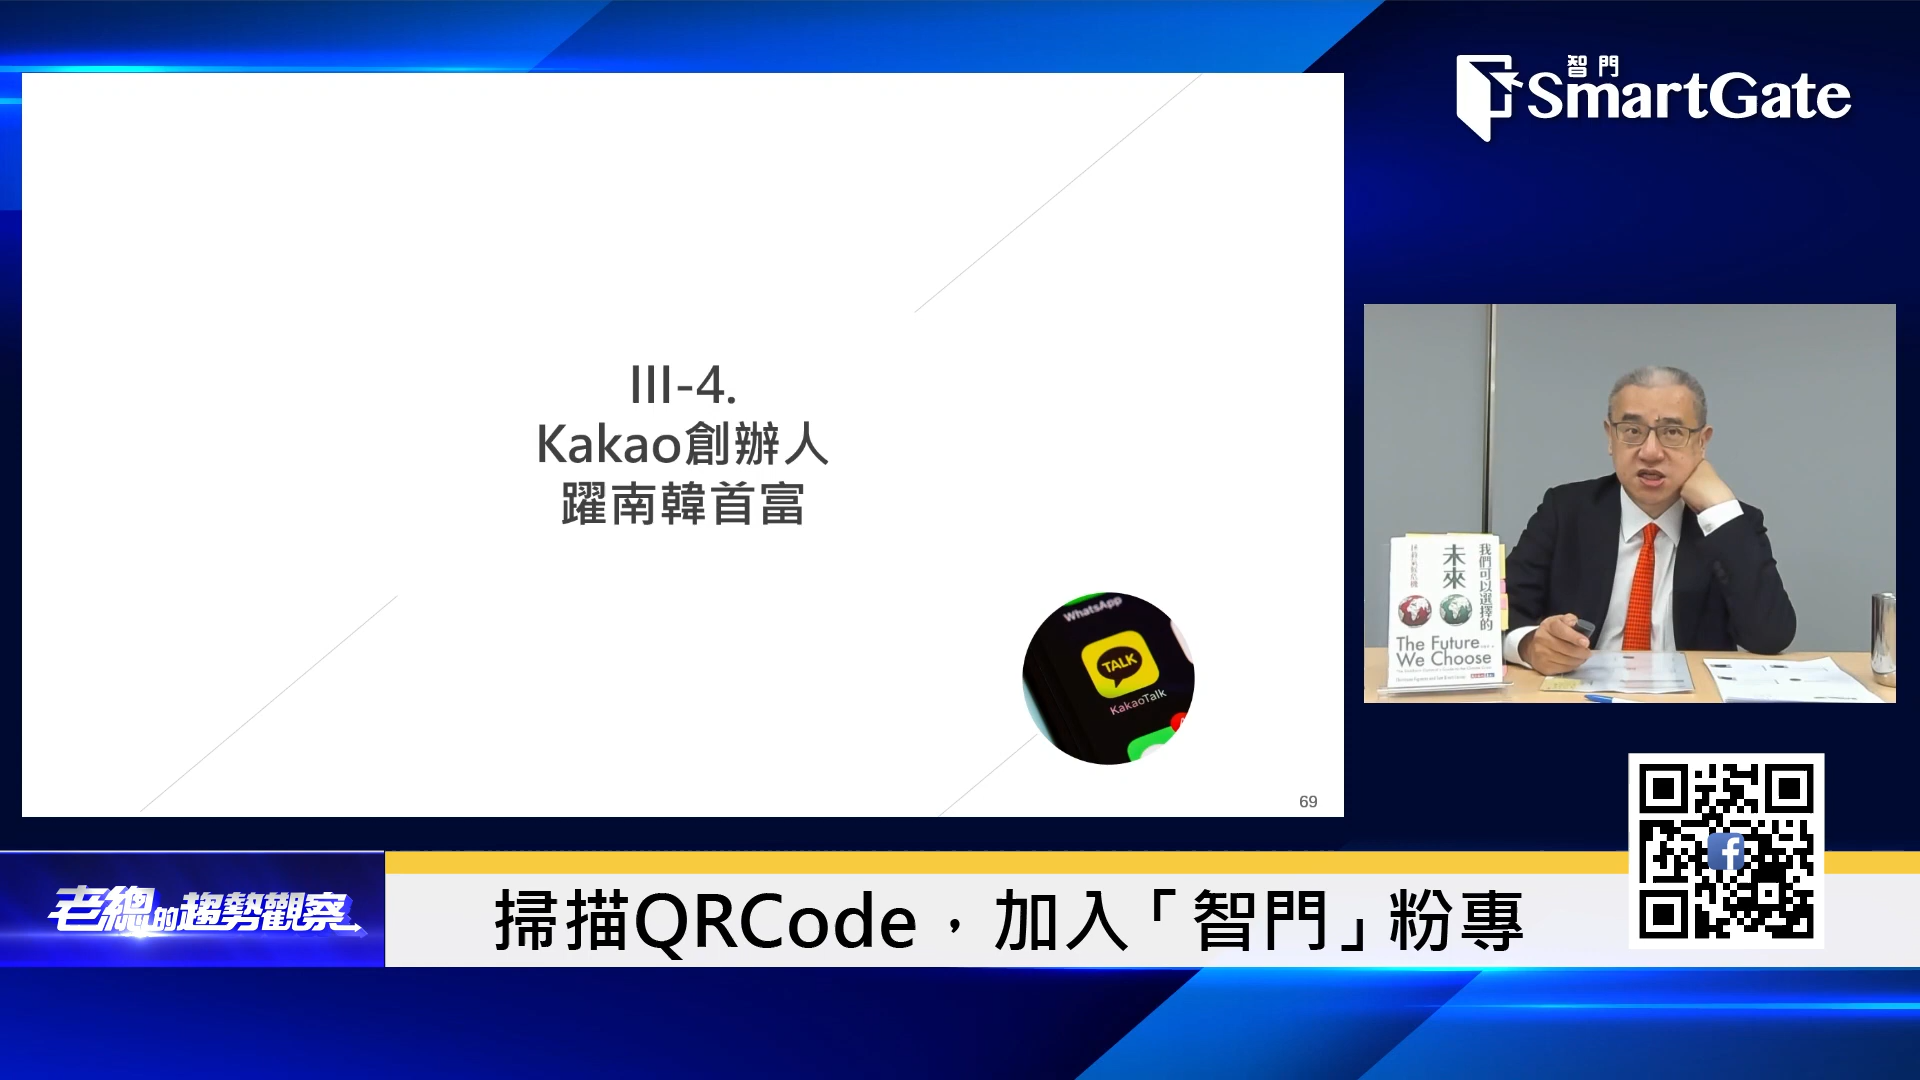 智門
SmartGate
III-4.
Kakao創辦人
躍南韓首富
WhatsApp
TALK
KakaoTalk
69
我們可以選擇的
未來
The Future
We Choose
老總的趨勢觀察
掃描QRCode，加入「智門」粉專